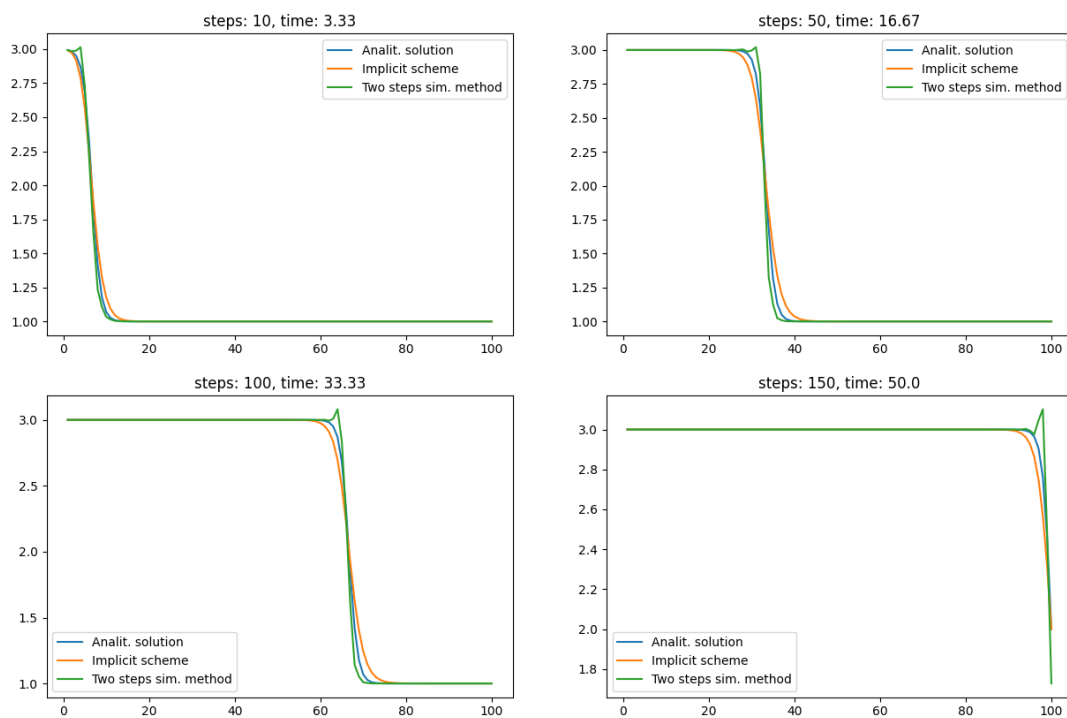 steps: 10, time: 3.33
3.00
2.75
2.50
2.25
2.00
1.75
1.50
1.25
1.00
0 20 40 60 80 100
Analit. solution
Implicit scheme
Two steps sim. method
steps: 50, time: 16.67
3.00
2.75
2.50
2.25
2.00
1.75
1.50
1.25
1.00
0 20 40 60 80 100
Analit. solution
Implicit scheme
Two steps sim. method
steps: 100, time: 33.33
3.0
2.5
2.0
1.5
1.0
0 20 40 60 80 100
Analit. solution
Implicit scheme
Two steps sim. method
steps: 150, time: 50.0
3.0
2.8
2.6
2.4
2.2
2.0
1.8
0 20 40 60 80 100
Analit. solution
Implicit scheme
Two steps sim. method